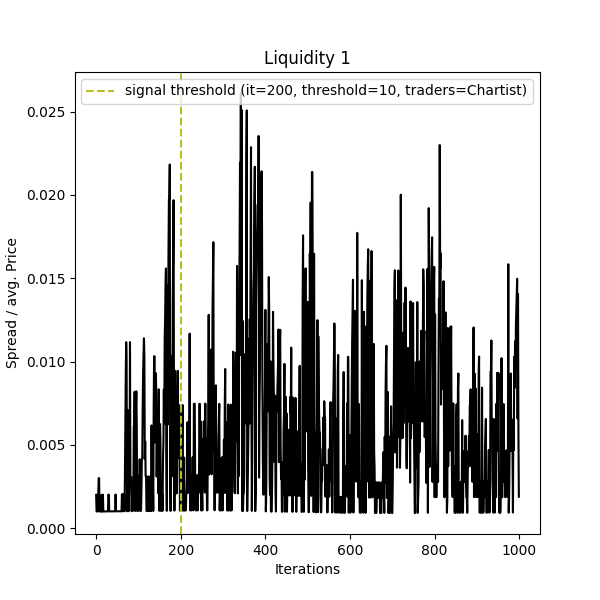 Liquidity 1
signal threshold (it=200, threshold=10, traders=Chartist)
0.025
0.020
0.015
0.010
0.005
0.000
Spread / avg. Price
0 200 400 600 800 1000
Iterations